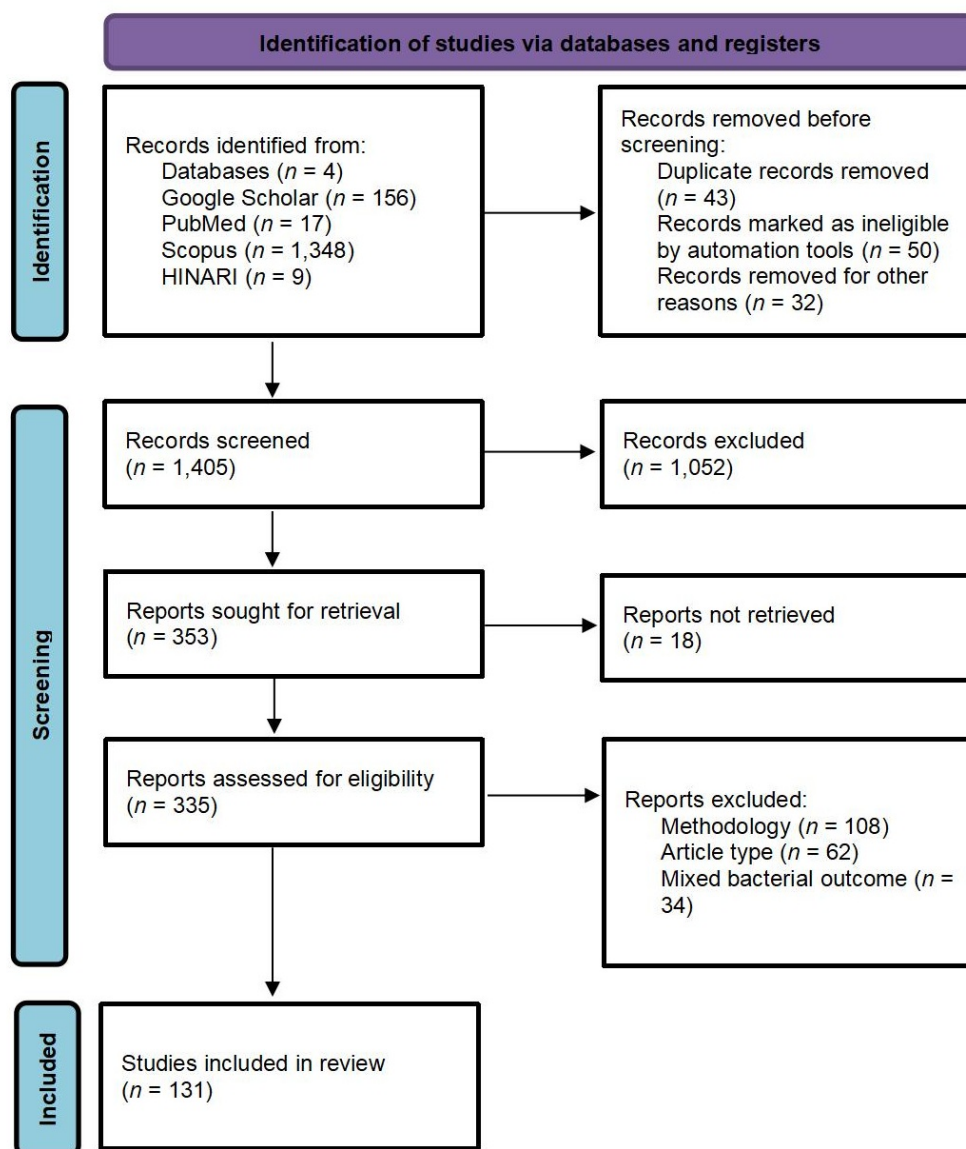 Identification of studies via databases and registers
Identification
Records identified from:
Databases (n = 4)
Google Scholar (n = 156)
PubMed (n = 17)
Scopus (n = 1,348)
HINARI (n = 9)
Records removed before
screening:
Duplicate records removed
(n = 43)
Records marked as ineligible
by automation tools (n = 50)
Records removed for other
reasons (n = 32)
Screening
Records screened
(n = 1,405)
Records excluded
(n = 1,052)
Reports sought for retrieval
(n = 353)
Reports not retrieved
(n = 18)
Reports assessed for eligibility
(n = 335)
Reports excluded:
Methodology (n = 108)
Article type (n = 62)
Mixed bacterial outcome (n =
34)
Included
Studies included in review
(n = 131)